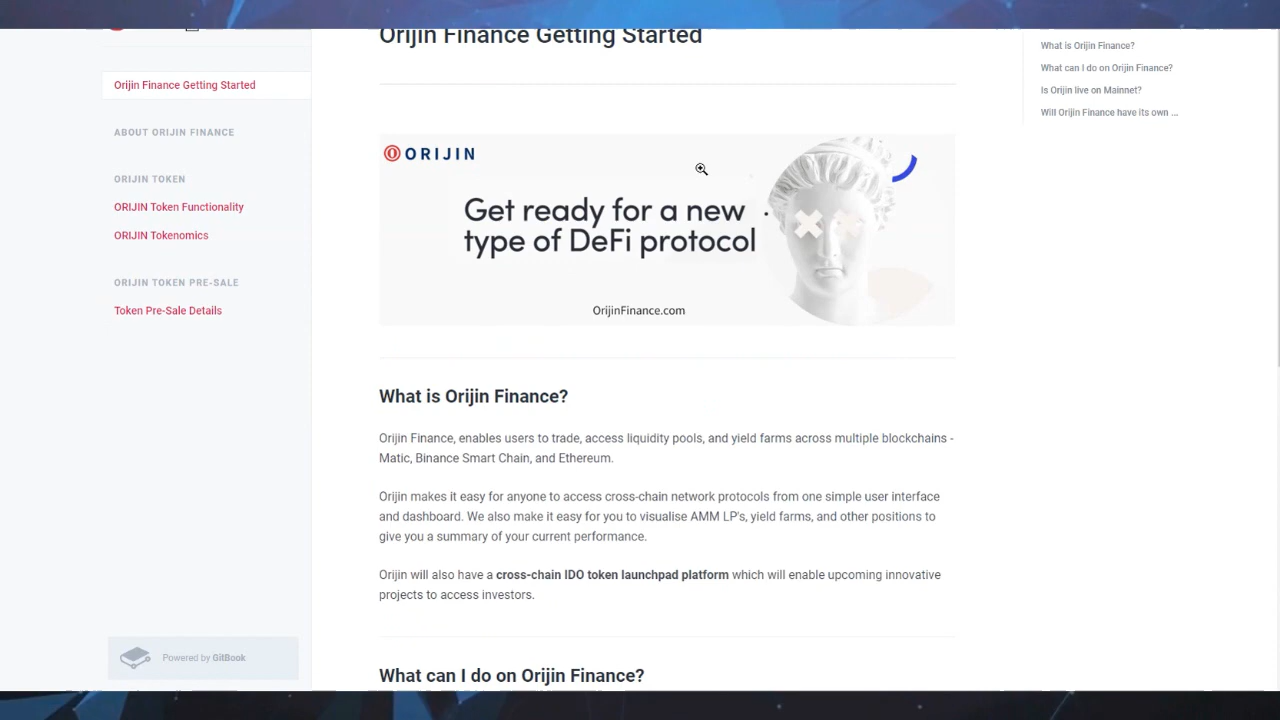 Orijin Finance Getting Started
Orijin Finance Getting Started
ABOUT ORIJIN FINANCE
ORIJIN TOKEN
ORIJIN Token Functionality
ORIJIN Tokenomics
ORIJIN TOKEN PRE-SALE
Token Pre-Sale Details
Powered by GitBook
ORIJIN
Get ready for a new
type of DeFi protocol
OrijinFinance.com
What is Orijin Finance?
Orijin Finance, enables users to trade, access liquidity pools, and yield farms across multiple blockchains -
Matic, Binance Smart Chain, and Ethereum.
Orijin makes it easy for anyone to access cross-chain network protocols from one simple user interface
and dashboard. We also make it easy for you to visualise AMM LP's, yield farms, and other positions to
give you a summary of your current performance.
Orijin will also have a cross-chain IDO token launchpad platform which will enable upcoming innovative
projects to access investors.
What can I do on Orijin Finance?
What is Orijin Finance?
What can I do on Orijin Finance?
Is Orijin live on Mainnet?
Will Orijin Finance have its own ...